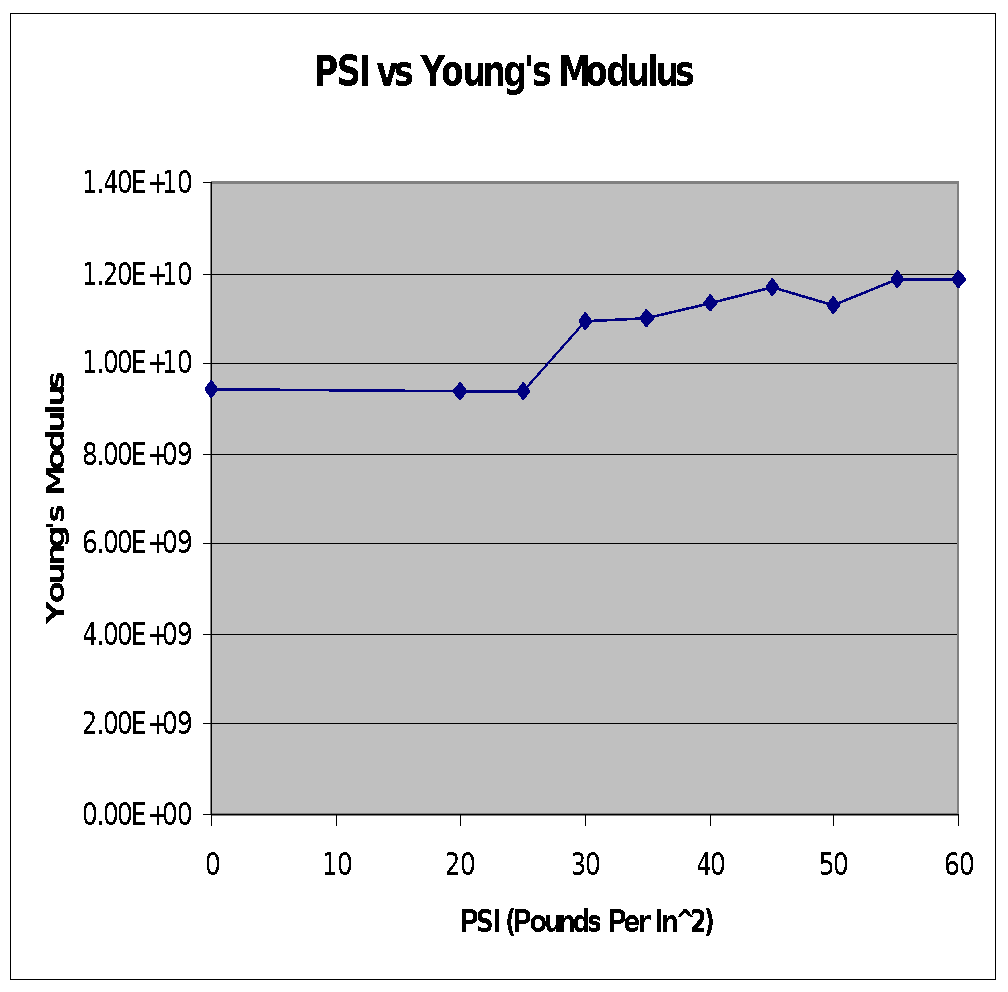 PSI vs Young's Modulus
1.40E+10
1.20E+10
1.00E+10
8.00E+09
6.00E+09
4.00E+09
2.00E+09
0.00E+00
Young's Modulus
0 10 20 30 40 50 60
PSI (Pounds Per In^2)